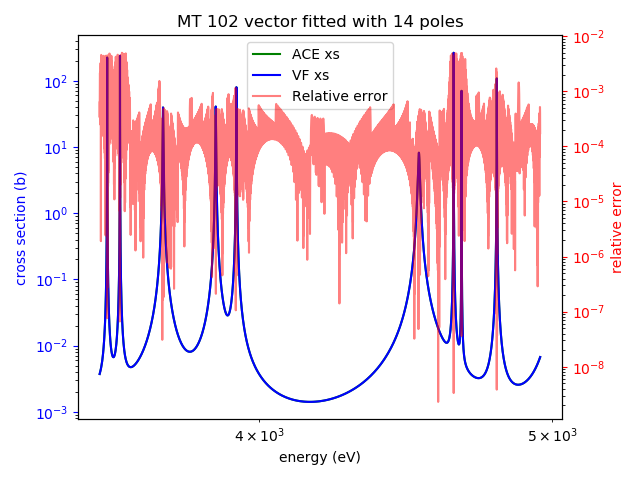 MT 102 vector fitted with 14 poles
ACE xs
VF xs
Relative error
cross section (b)
10²
10¹
10⁰
10⁻¹
10⁻²
10⁻³
10⁻²
10⁻³
10⁻⁴
10⁻⁵
10⁻⁶
10⁻⁷
10⁻⁸
relative error
4 × 10³
5 × 10³
energy (eV)